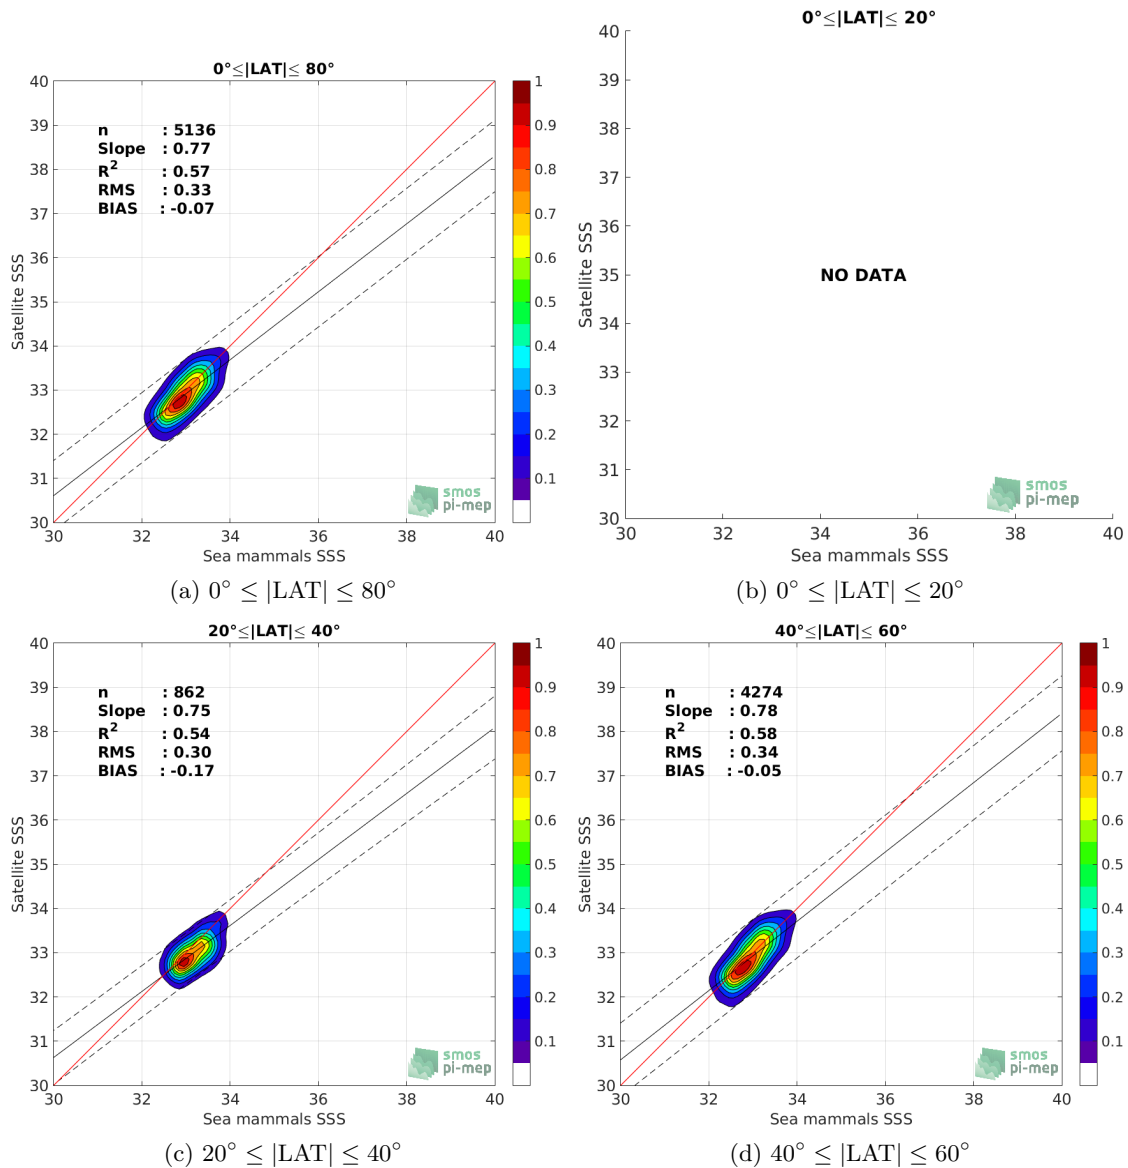 0°≤|LAT|≤ 80°
n : 5136
Slope : 0.77
R² : 0.57
RMS : 0.33
BIAS : -0.07
40
39
38
37
36
35
34
33
32
31
30
30 32 34 36 38 40
Satellite SSS
Sea mammals SSS
1
0.9
0.8
0.7
0.6
0.5
0.4
0.3
0.2
0.1
smos
pi-mep
(a) 0° ≤ |LAT| ≤ 80°
0°≤|LAT|≤ 20°
40
39
38
37
36
35
34
33
32
31
30
30 32 34 36 38 40
Satellite SSS
Sea mammals SSS
NO DATA
smos
pi-mep
(b) 0° ≤ |LAT| ≤ 20°
20°≤|LAT|≤ 40°
n : 862
Slope : 0.75
R² : 0.54
RMS : 0.30
BIAS : -0.17
40
39
38
37
36
35
34
33
32
31
30
30 32 34 36 38 40
Satellite SSS
Sea mammals SSS
1
0.9
0.8
0.7
0.6
0.5
0.4
0.3
0.2
0.1
smos
pi-mep
(c) 20° ≤ |LAT| ≤ 40°
40°≤|LAT|≤ 60°
n : 4274
Slope : 0.78
R² : 0.58
RMS : 0.34
BIAS : -0.05
40
39
38
37
36
35
34
33
32
31
30
30 32 34 36 38 40
Satellite SSS
Sea mammals SSS
1
0.9
0.8
0.7
0.6
0.5
0.4
0.3
0.2
0.1
smos
pi-mep
(d) 40° ≤ |LAT| ≤ 60°